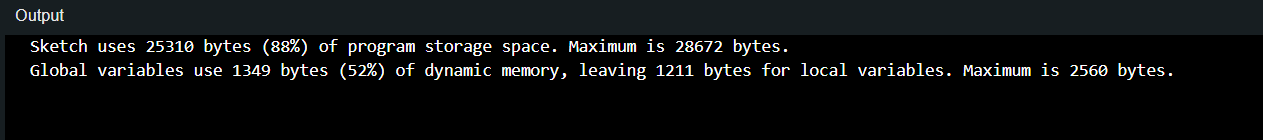 Output
Sketch uses 25310 bytes (88%) of program storage space. Maximum is 28672 bytes.
Global variables use 1349 bytes (52%) of dynamic memory, leaving 1211 bytes for local variables. Maximum is 2560 bytes.